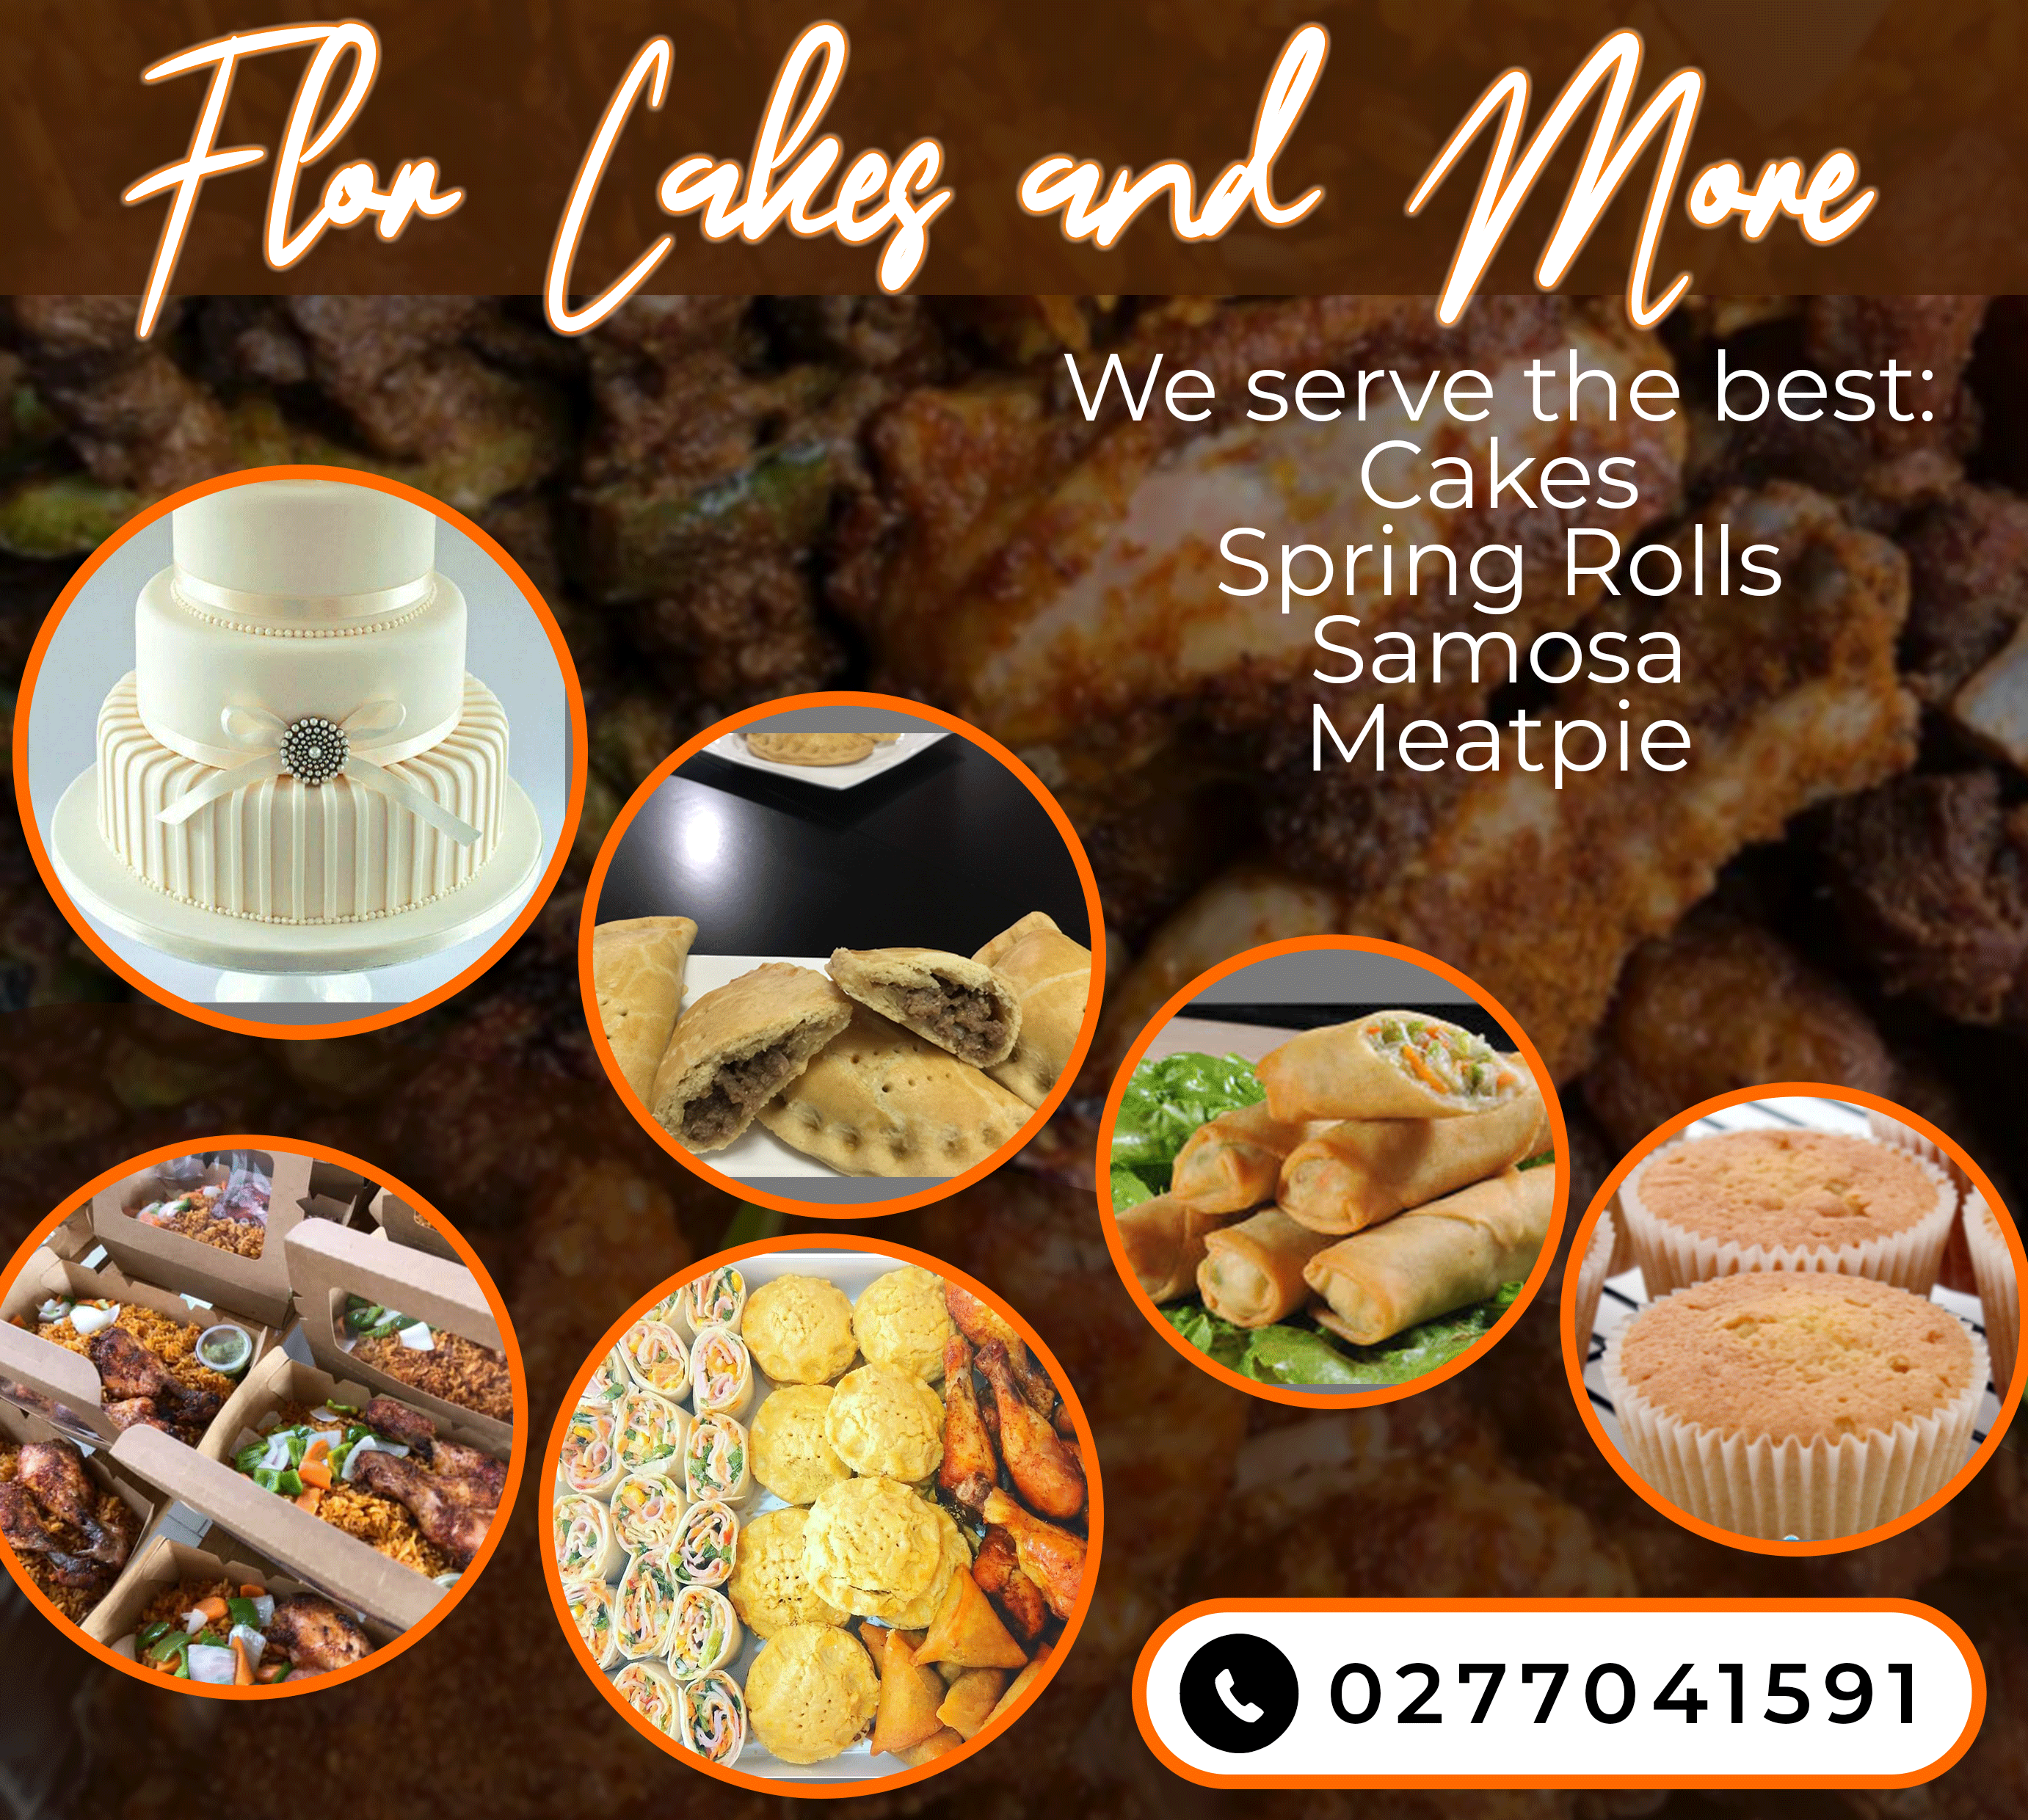 Flor Cakes and More
We serve the best:
Cakes
Spring Rolls
Samosa
Meatpie
0277041591